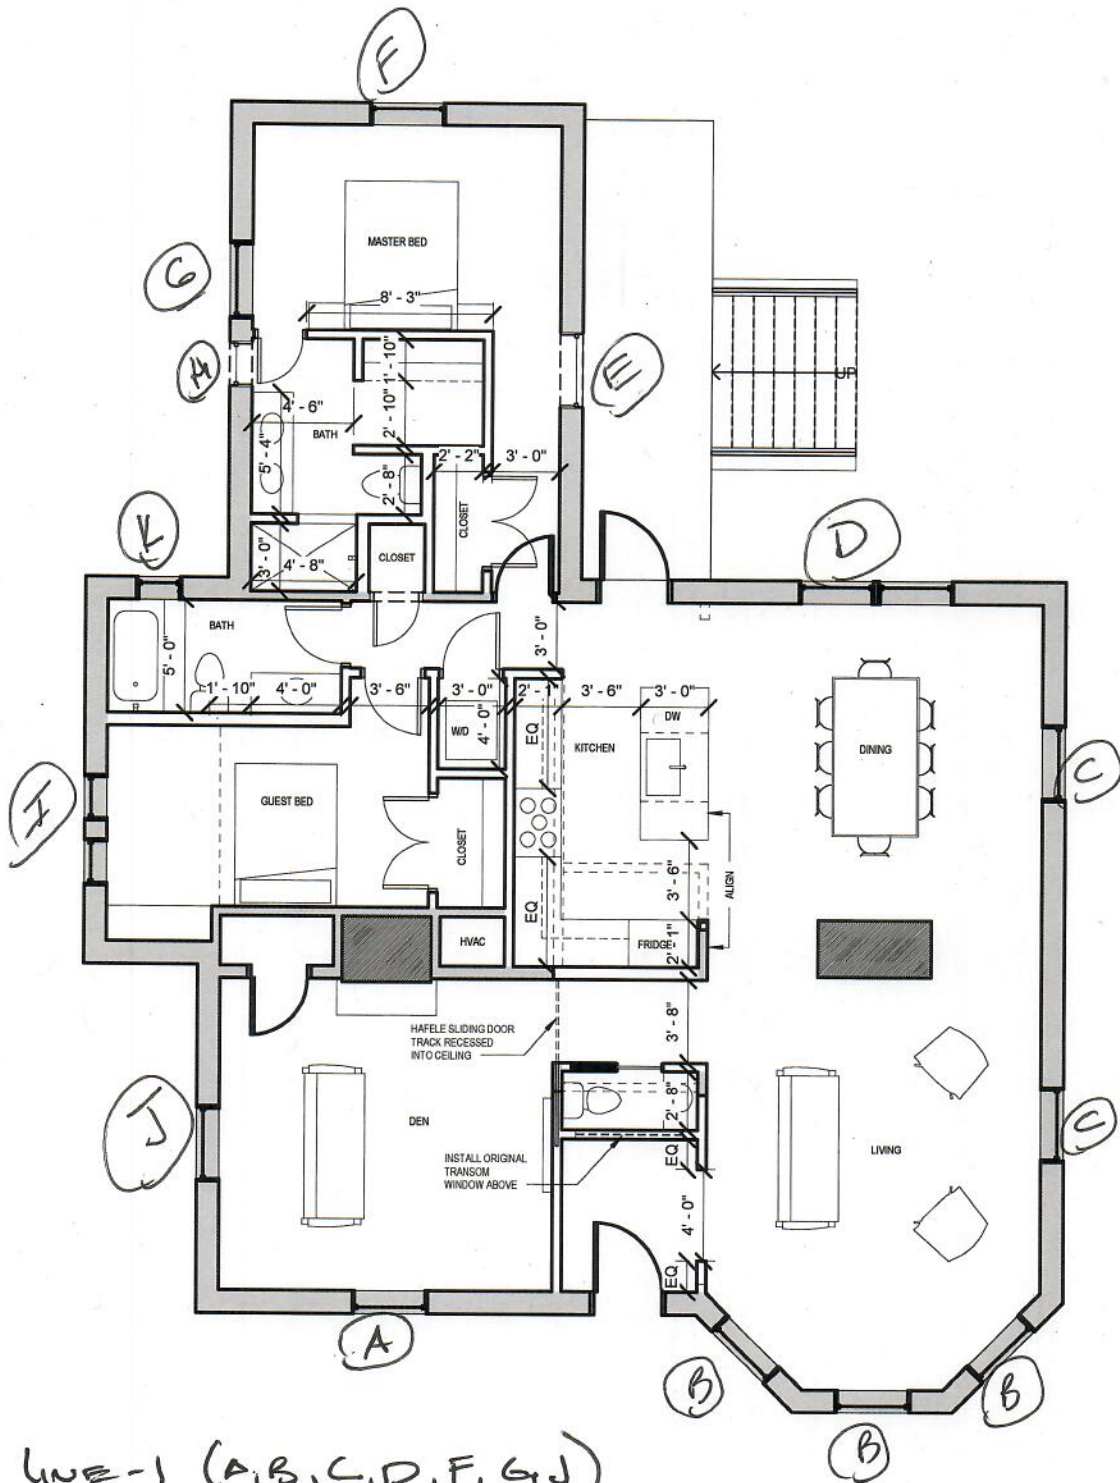 F
MASTER BED
8' - 3"
G
H
E
UP
1' - 10"
2' - 10"
4' - 6"
BATH
5' - 4"
2' - 2"
3' - 0"
2' - 8"
CLOSET
K
D
3' - 0"
4' - 8"
CLOSET
BATH
5' - 0"
3' - 0"
1' - 10"
4' - 0"
3' - 6"
3' - 0"
2' - 1"
3' - 6"
3' - 0"
DW
W/D
4' - 0"
EQ
KITCHEN
DINING
C
I
GUEST BED
CLOSET
3' - 6"
ALIGN
EQ
HVAC
FRIDGE
2' - 1"
HAFELE SLIDING DOOR
TRACK RECESSED
INTO CEILING
3' - 8"
J
DEN
2' - 8"
C
INSTALL ORIGINAL
TRANSOM
WINDOW ABOVE
EQ
LIVING
4' - 0"
EQ
A
B
B
B
LINE-1 (A,B,C,D,F,G,J)